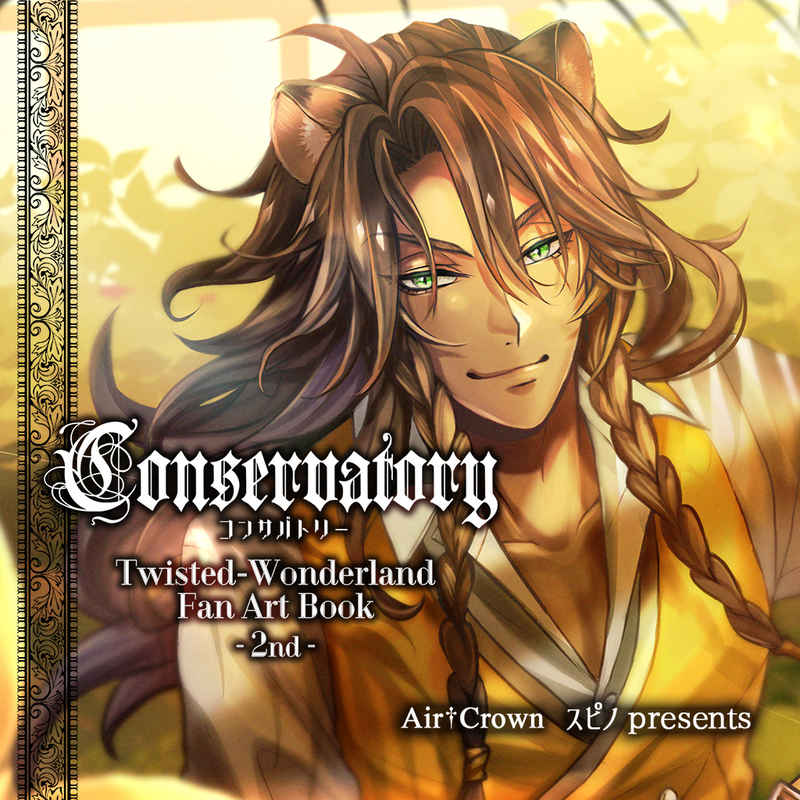 Conservatory
コンサバトリー
Twisted-Wonderland
Fan Art Book
- 2nd -
Air†Crown スピノ presents